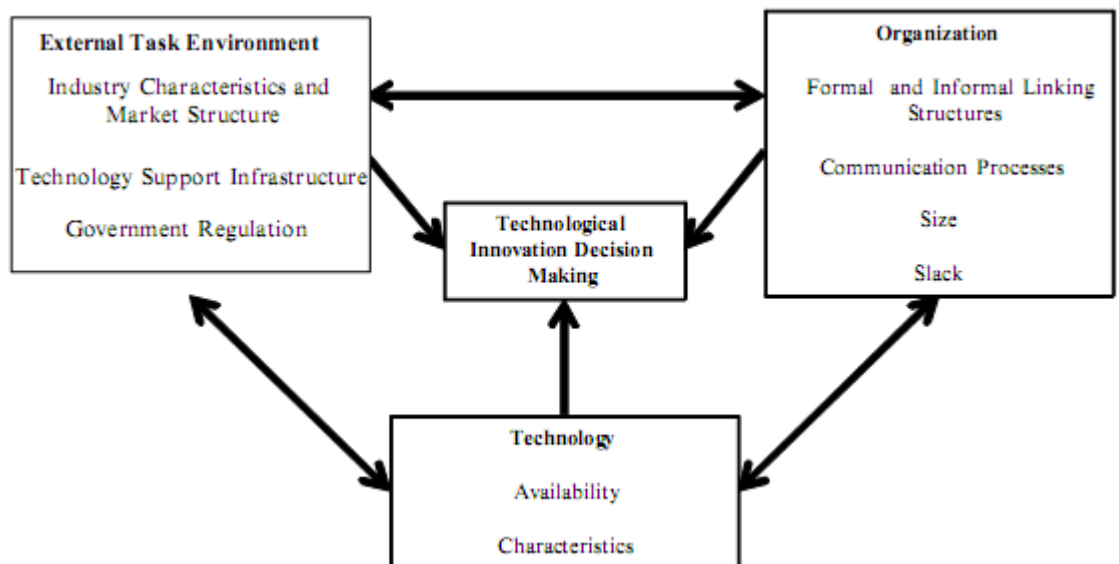 External Task Environment
Industry Characteristics and
Market Structure
Technology Support Infrastructure
Government Regulation
Organization
Formal and Informal Linking
Structures
Communication Processes
Size
Slack
Technological
Innovation Decision
Making
Technology
Availability
Characteristics